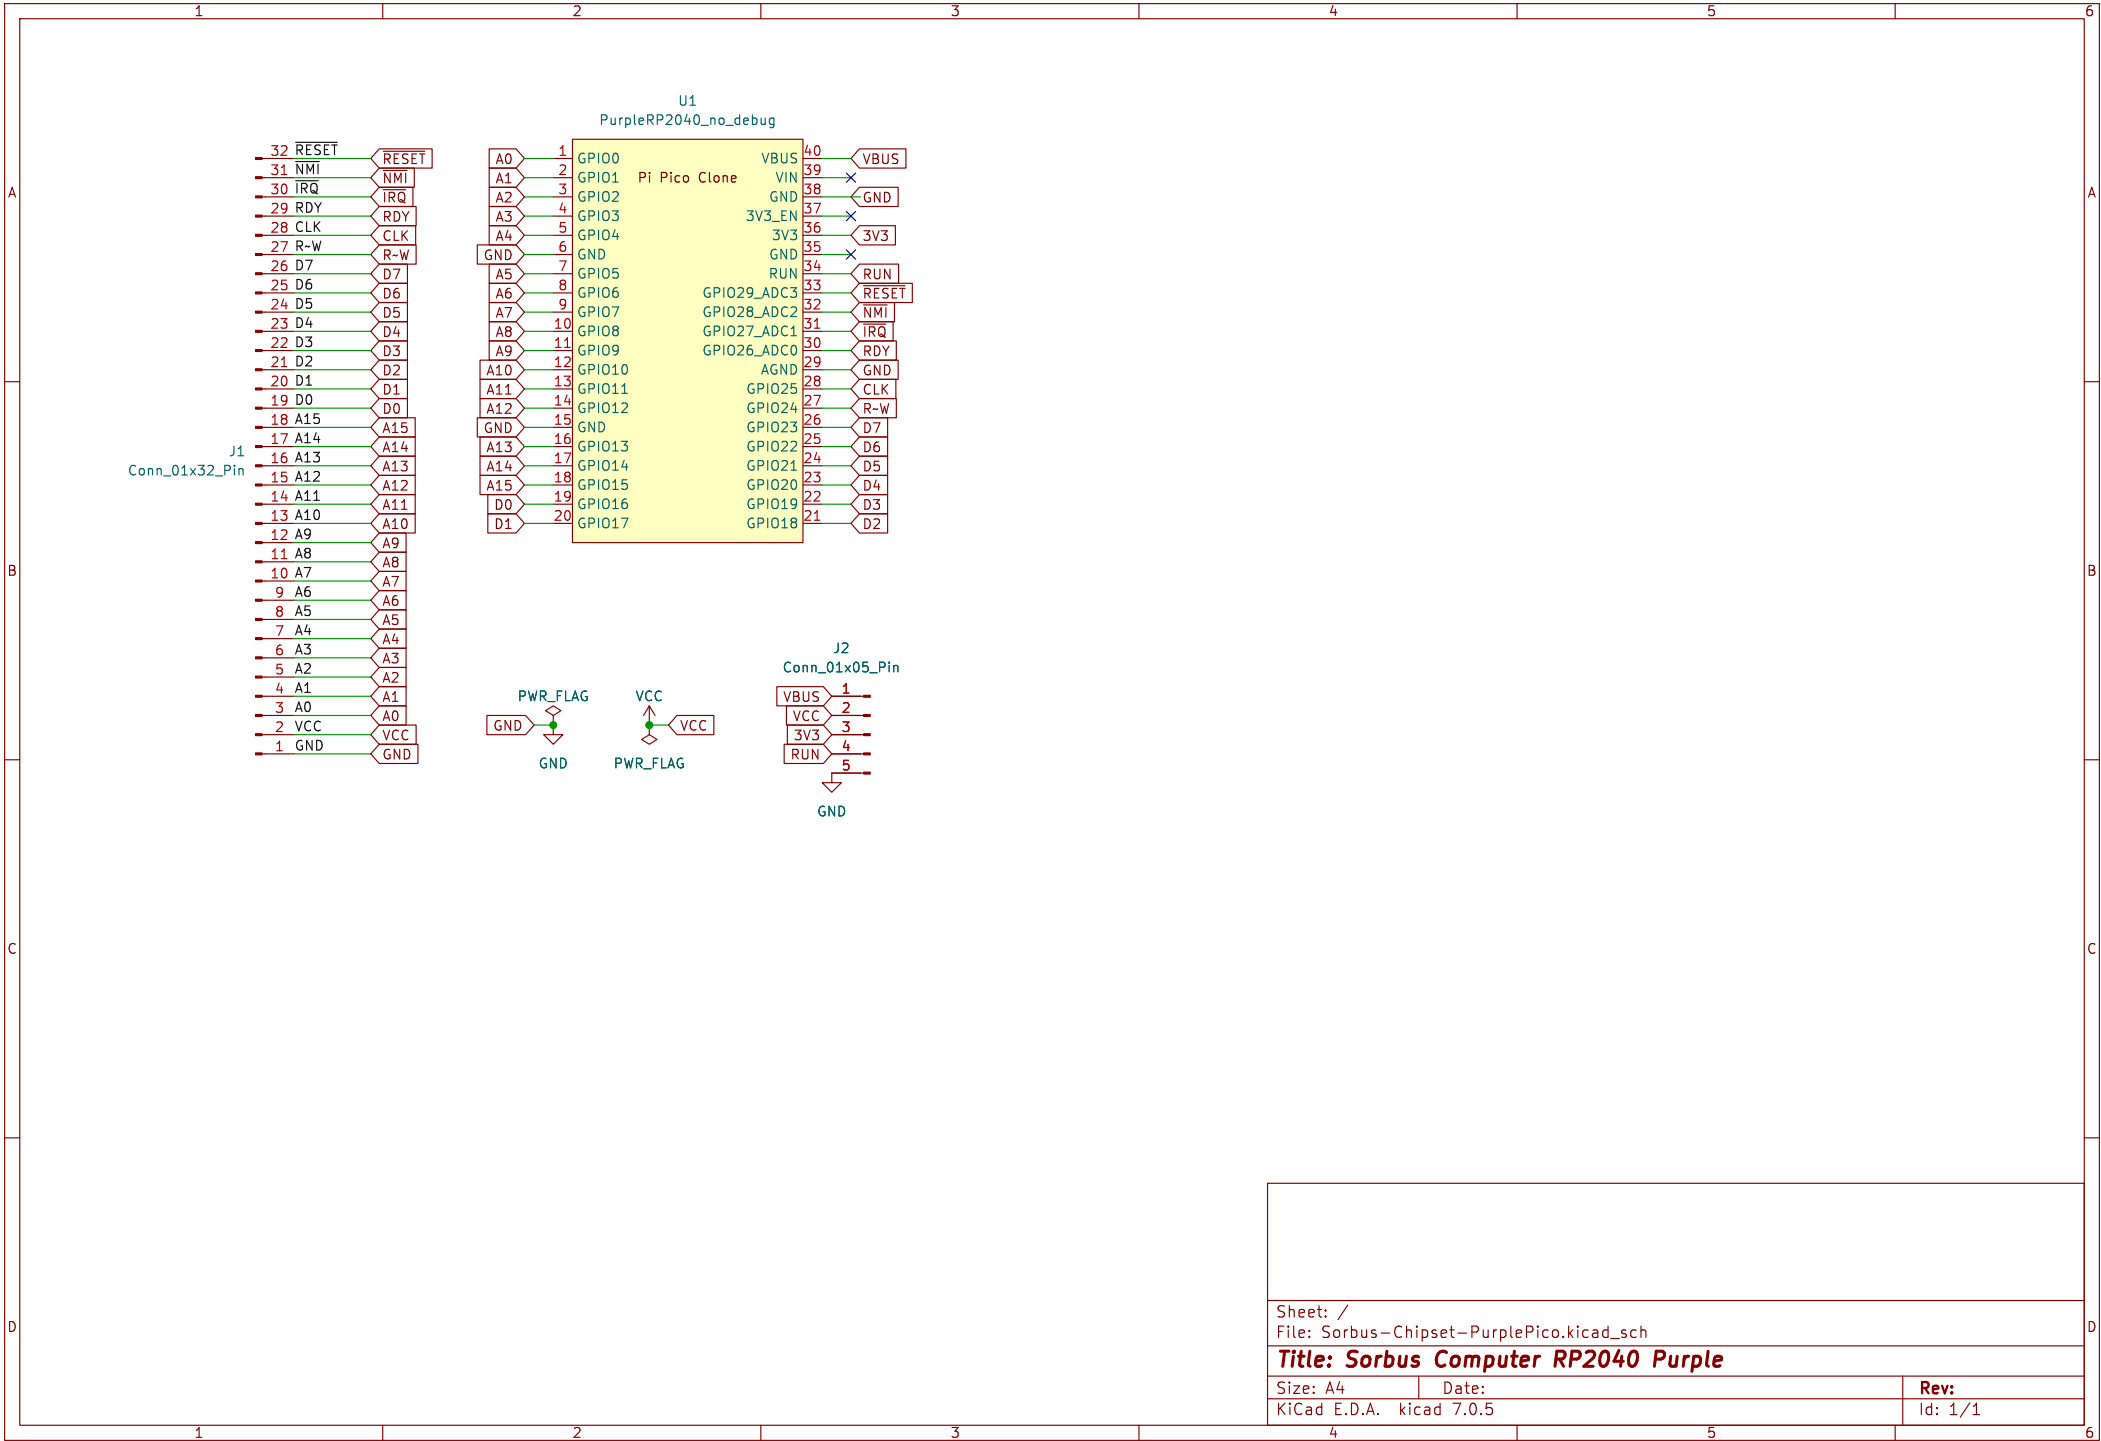 1 2 3 4 5 6
A
B
C
D
A
B
C
D
1 2 3 4 5 6
J1
Conn_01x32_Pin
32 RESET RESET
31 NMI NMI
30 IRQ IRQ
29 RDY RDY
28 CLK CLK
27 R~W R~W
26 D7 D7
25 D6 D6
24 D5 D5
23 D4 D4
22 D3 D3
21 D2 D2
20 D1 D1
19 D0 D0
18 A15 A15
17 A14 A14
16 A13 A13
15 A12 A12
14 A11 A11
13 A10 A10
12 A9 A9
11 A8 A8
10 A7 A7
9 A6 A6
8 A5 A5
7 A4 A4
6 A3 A3
5 A2 A2
4 A1 A1
3 A0 A0
2 VCC VCC
1 GND GND
U1
PurpleRP2040_no_debug
Pi Pico Clone
A0 1 GPIO0 VBUS 40 VBUS
A1 2 GPIO1 VIN 39
A2 3 GPIO2 GND 38 GND
A3 4 GPIO3 3V3_EN 37
A4 5 GPIO4 3V3 36 3V3
GND 6 GND GND 35
A5 7 GPIO5 RUN 34 RUN
A6 8 GPIO6 GPIO29_ADC3 33 RESET
A7 9 GPIO7 GPIO28_ADC2 32 NMI
A8 10 GPIO8 GPIO27_ADC1 31 IRQ
A9 11 GPIO9 GPIO26_ADC0 30 RDY
A10 12 GPIO10 AGND 29 GND
A11 13 GPIO11 GPIO25 28 CLK
A12 14 GPIO12 GPIO24 27 R~W
GND 15 GND GPIO23 26 D7
A13 16 GPIO13 GPIO22 25 D6
A14 17 GPIO14 GPIO21 24 D5
A15 18 GPIO15 GPIO20 23 D4
D0 19 GPIO16 GPIO19 22 D3
D1 20 GPIO17 GPIO18 21 D2
PWR_FLAG VCC
GND VCC
GND PWR_FLAG
J2
Conn_01x05_Pin
VBUS 1
VCC 2
3V3 3
RUN 4
5
GND
Sheet: /
File: Sorbus-Chipset-PurplePico.kicad_sch
Title: Sorbus Computer RP2040 Purple
Size: A4 Date: Rev:
KiCad E.D.A. kicad 7.0.5 Id: 1/1